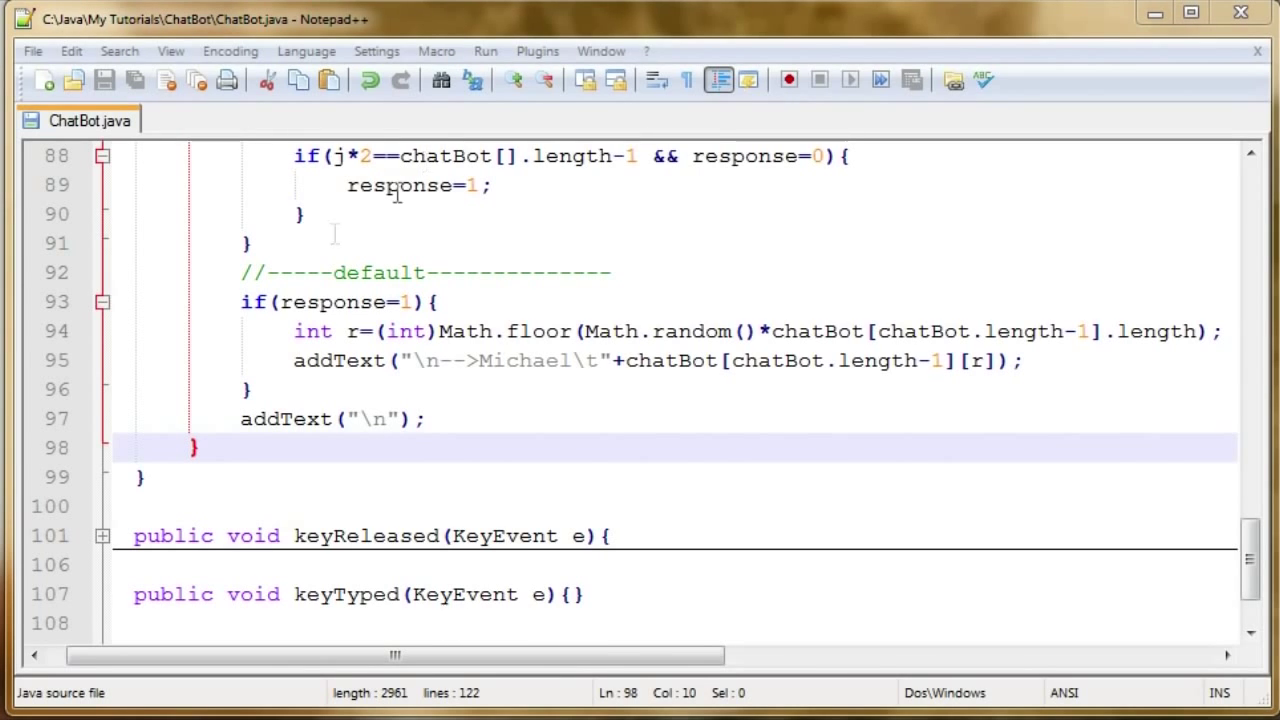 C:\Java\My Tutorials\ChatBot\ChatBot.java - Notepad++
File Edit Search View Encoding Language Settings Macro Run Plugins Window ? X
ABC
ChatBot.java
88 if(j*2==chatBot[].length-1 && response=0){
89 response=1;
90 }
91 }
92 //-----default--------------
93 if(response=1){
94 int r=(int)Math.floor(Math.random()*chatBot[chatBot.length-1].length);
95 addText("\n-->Michael\t"+chatBot[chatBot.length-1][r]);
96 }
97 addText("\n");
98 }
99 }
100
101 public void keyReleased(KeyEvent e){
106
107 public void keyTyped(KeyEvent e){}
108
Java source file length : 2961 lines : 122 Ln : 98 Col : 10 Sel : 0 Dos\Windows ANSI INS